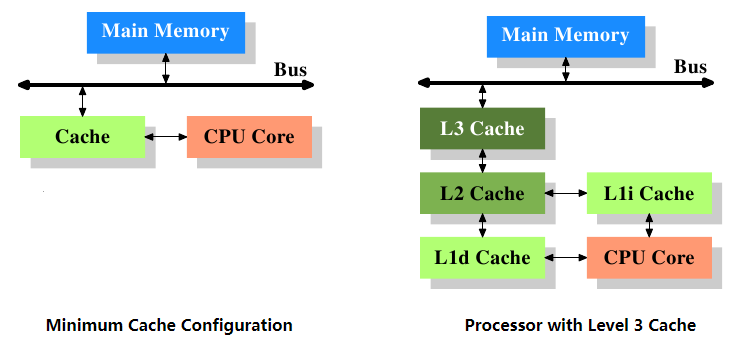 Main Memory
Bus
Cache
CPU Core
Minimum Cache Configuration
Main Memory
Bus
L3 Cache
L2 Cache
L1i Cache
L1d Cache
CPU Core
Processor with Level 3 Cache